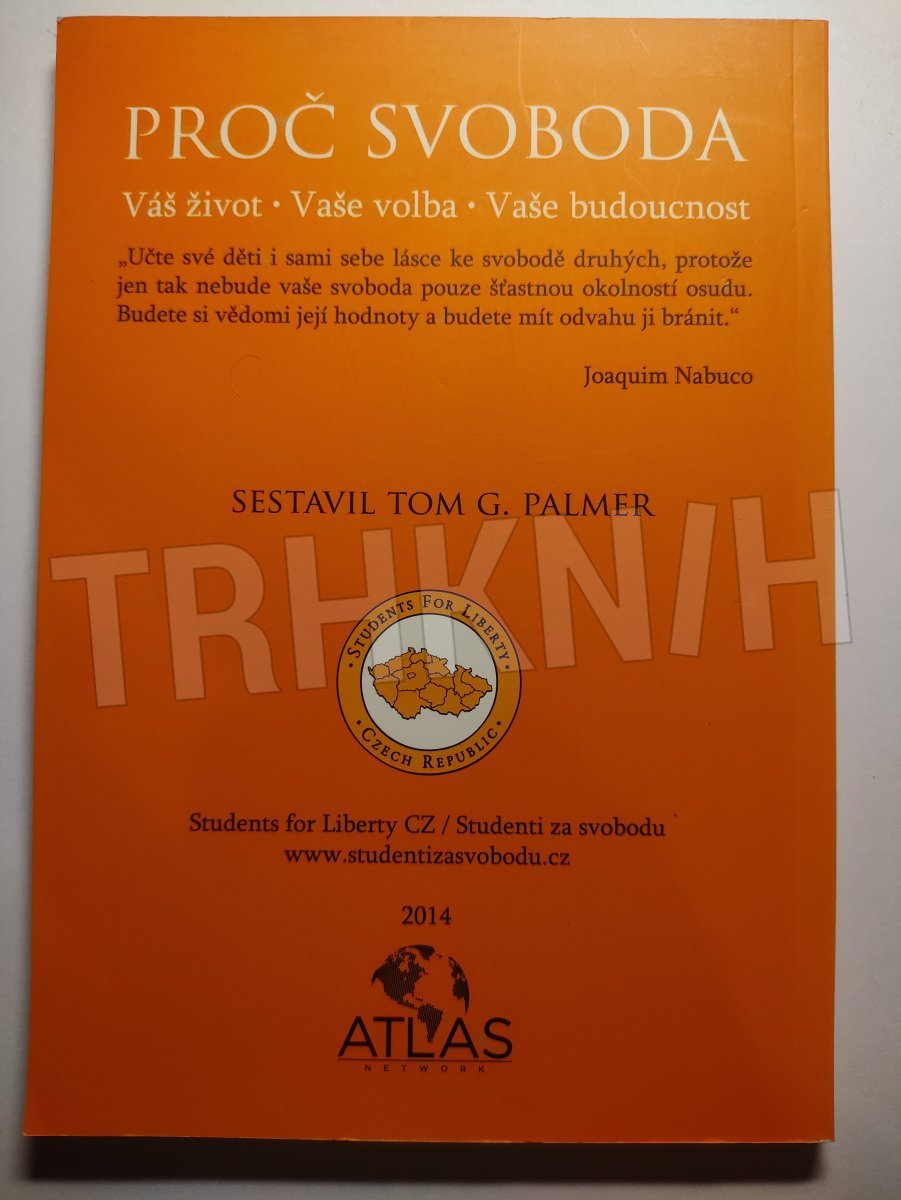 PROČ SVOBODA
Váš život • Vaše volba • Vaše budoucnost
„Učte své děti i sami sebe lásce ke svobodě druhých, protože
jen tak nebude vaše svoboda pouze šťastnou okolností osudu.
Budete si vědomi její hodnoty a budete mít odvahu ji bránit.“
Joaquim Nabuco
SESTAVIL TOM G. PALMER
TRHKNIH
• STUDENTS FOR LIBERTY •
CZECH REPUBLIC
Students for Liberty CZ / Studenti za svobodu
www.studentizasvobodu.cz
2014
ATLAS
NETWORK